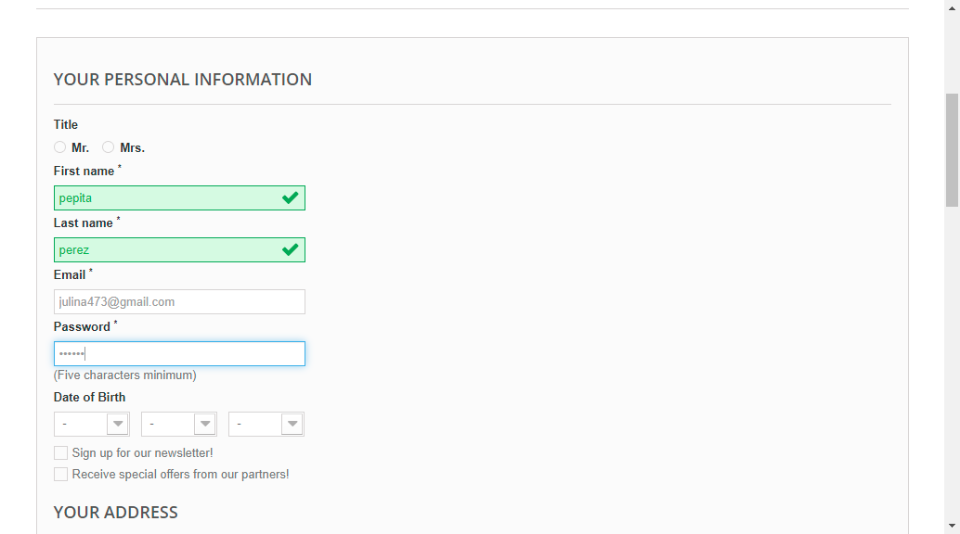 YOUR PERSONAL INFORMATION
Title
Mr. Mrs.
First name *
pepita
Last name *
perez
Email *
julina473@gmail.com
Password *
••••••
(Five characters minimum)
Date of Birth
- - -
Sign up for our newsletter!
Receive special offers from our partners!
YOUR ADDRESS